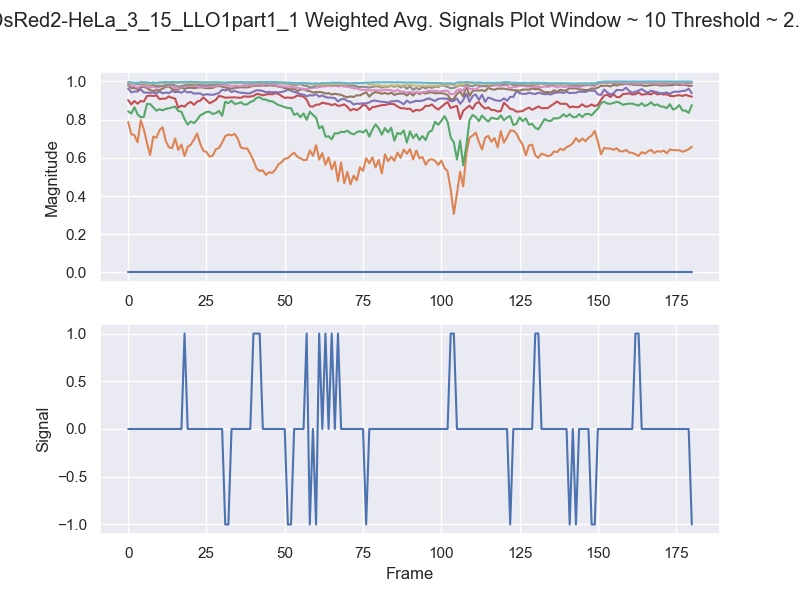 DsRed2-HeLa_3_15_LLO1part1_1 Weighted Avg. Signals Plot Window ~ 10 Threshold ~ 2.
1.0
0.8
0.6
0.4
0.2
0.0
Magnitude
0 25 50 75 100 125 150 175
1.0
0.5
0.0
−0.5
−1.0
Signal
0 25 50 75 100 125 150 175
Frame